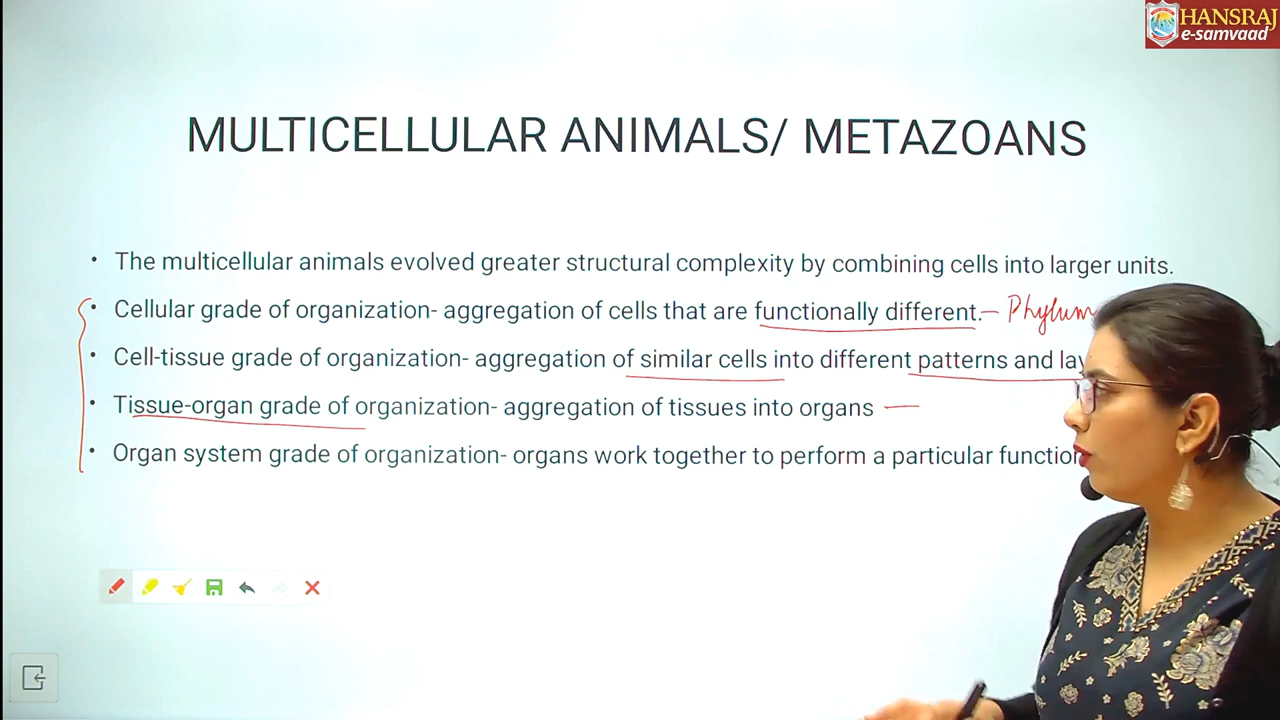 HANSRAJ
e-samvaad
MULTICELLULAR ANIMALS/ METAZOANS
• The multicellular animals evolved greater structural complexity by combining cells into larger units.
• Cellular grade of organization- aggregation of cells that are functionally different. — Phylum
• Cell-tissue grade of organization- aggregation of similar cells into different patterns and
• Tissue-organ grade of organization- aggregation of tissues into organs —
• Organ system grade of organization- organs work together to perform a particular function